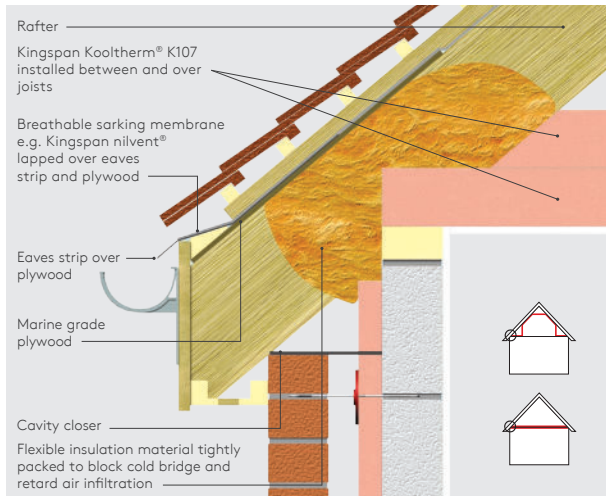 Rafter
Kingspan Kooltherm® K107
installed between and over
joists
Breathable sarking membrane
e.g. Kingspan nilvent®
lapped over eaves
strip and plywood
Eaves strip over
plywood
Marine grade
plywood
Cavity closer
Flexible insulation material tightly
packed to block cold bridge and
retard air infiltration